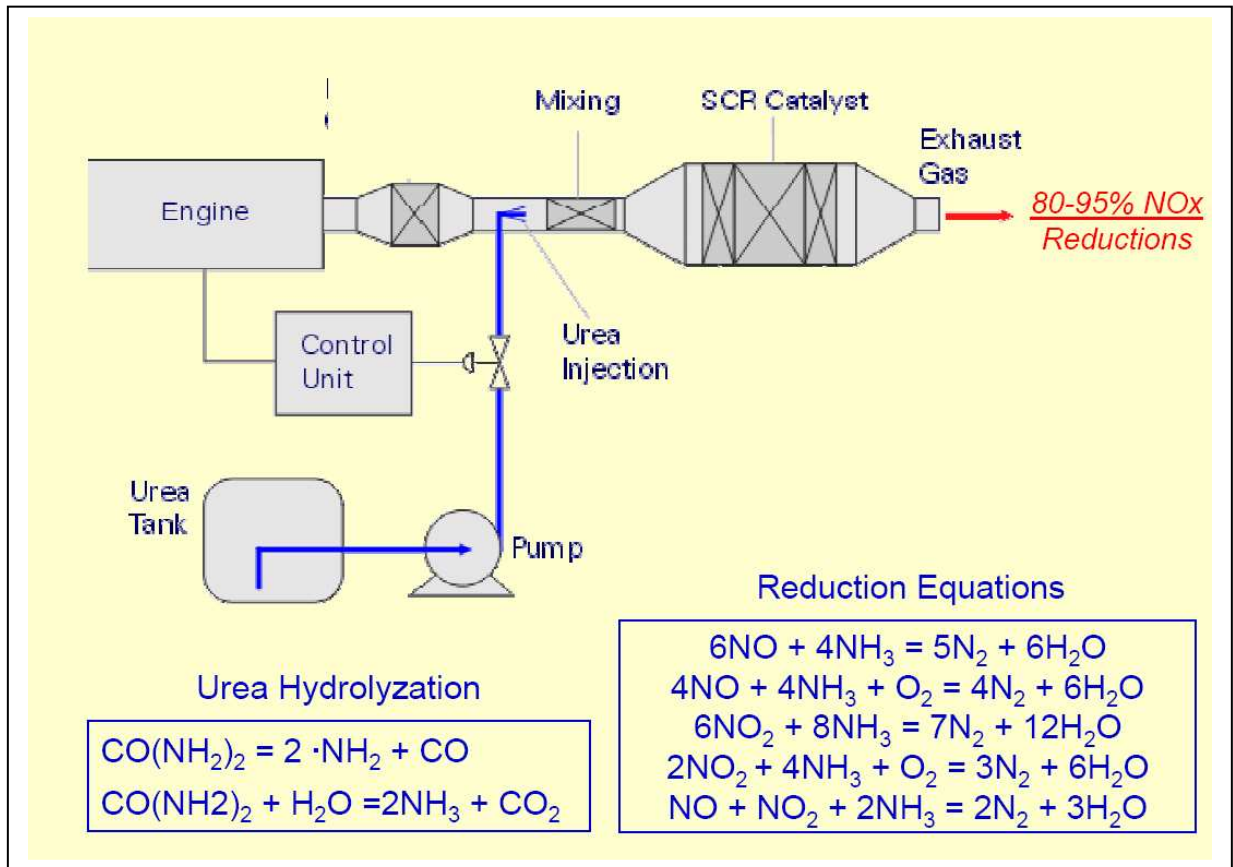 Mixing
SCR Catalyst
Exhaust
Gas
80-95% NOx
Reductions
Engine
Control
Unit
Urea
Injection
Urea
Tank
Pump
Reduction Equations
6NO + 4NH₃ = 5N₂ + 6H₂O
4NO + 4NH₃ + O₂ = 4N₂ + 6H₂O
6NO₂ + 8NH₃ = 7N₂ + 12H₂O
2NO₂ + 4NH₃ + O₂ = 3N₂ + 6H₂O
NO + NO₂ + 2NH₃ = 2N₂ + 3H₂O
Urea Hydrolyzation
CO(NH₂)₂ = 2 ·NH₂ + CO
CO(NH2)₂ + H₂O =2NH₃ + CO₂